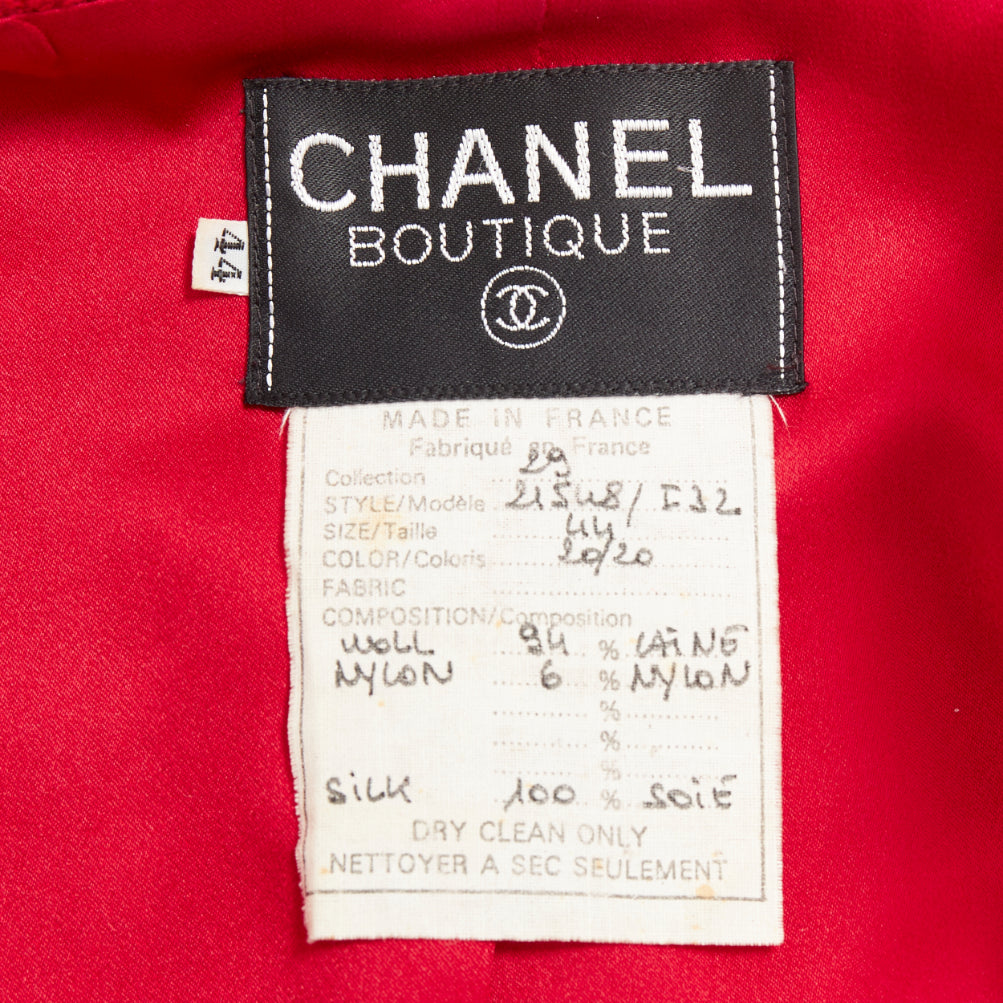 CHANEL
BOUTIQUE
44
MADE IN FRANCE
Fabriqué en France
Collection 29
STYLE/Modèle 21548/I32
SIZE/Taille 44
COLOR/Coloris 20/20
FABRIC
COMPOSITION/Composition
WOLL 94 % LAINE
NYLON 6 % NYLON
%
%
%
SiLK 100 % SOIE
DRY CLEAN ONLY
NETTOYER A SEC SEULEMENT